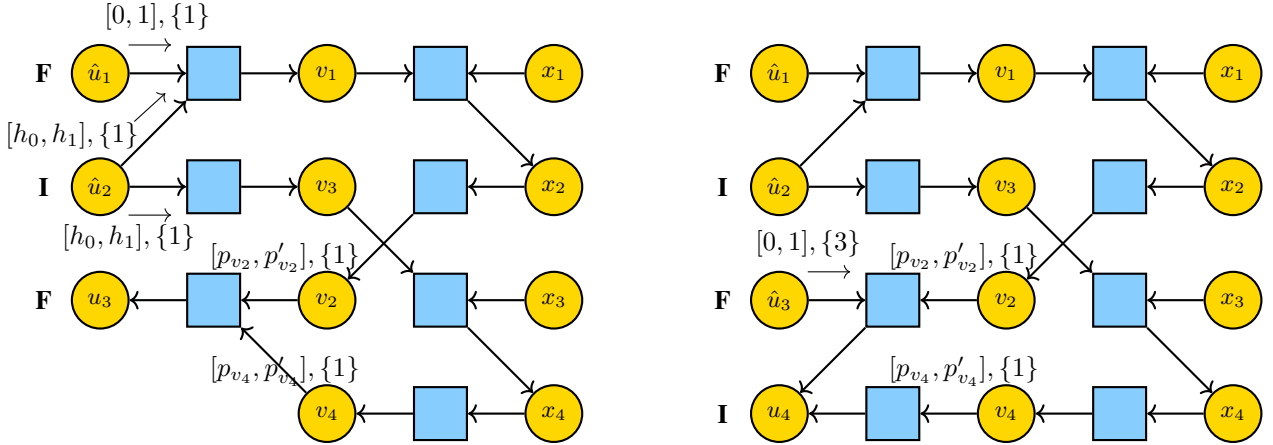 [0, 1], {1}
F û₁ v₁ x₁
[h₀, h₁], {1}
I û₂ v₃ x₂
[h₀, h₁], {1}
[p_{v₂}, p′_{v₂}], {1}
F u₃ v₂ x₃
[p_{v₄}, p′_{v₄}], {1}
v₄ x₄
F û₁ v₁ x₁
I û₂ v₃ x₂
[0, 1], {3} [p_{v₂}, p′_{v₂}], {1}
F û₃ v₂ x₃
[p_{v₄}, p′_{v₄}], {1}
I u₄ v₄ x₄